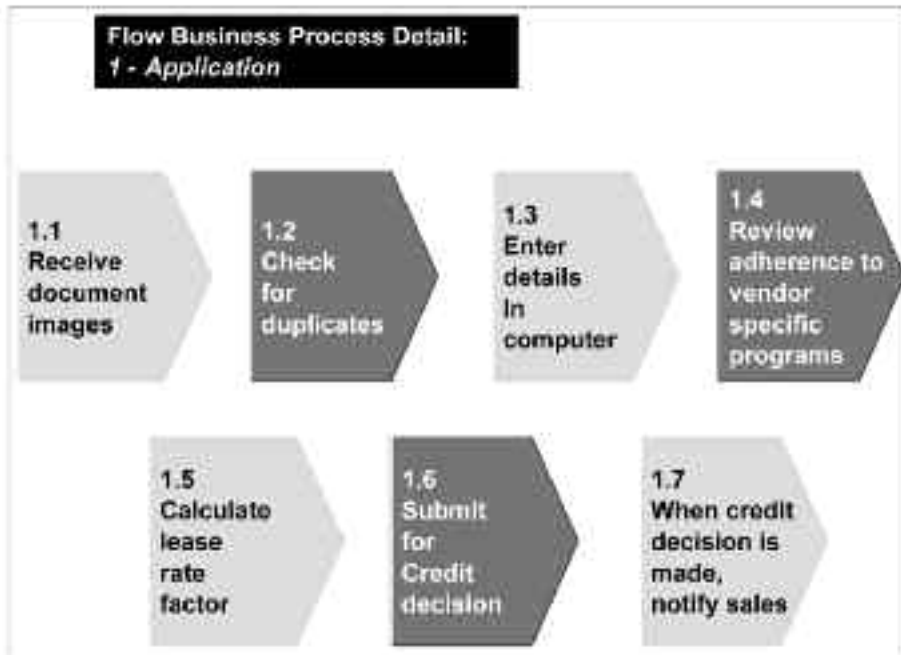 Flow Business Process Detail:
1 - Application
1.1
Receive
document
images
1.2
Check
for
duplicates
1.3
Enter
details
In
computer
1.4
Review
adherence to
vendor
specific
programs
1.5
Calculate
lease
rate
factor
1.6
Submit
for
Credit
decision
1.7
When credit
decision is
made,
notify sales